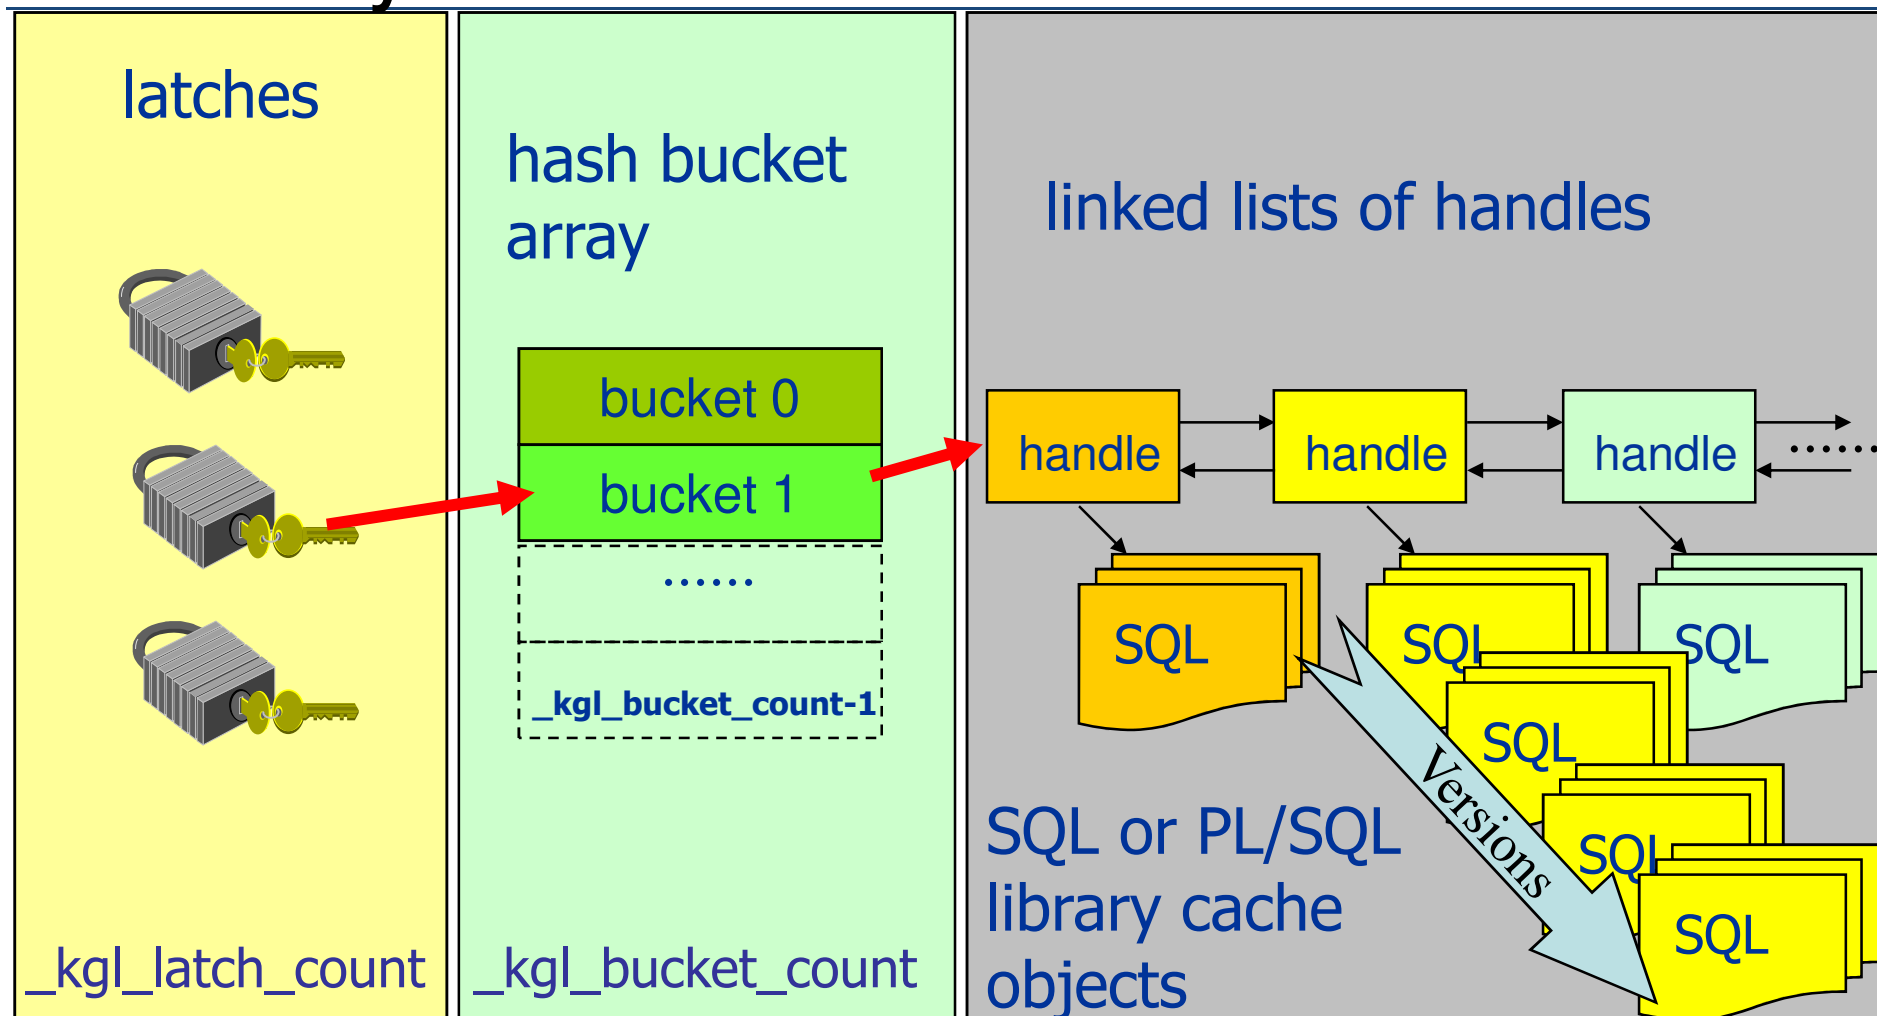 latches
_kgl_latch_count
hash bucket
array
bucket 0
bucket 1
......
_kgl_bucket_count-1
_kgl_bucket_count
linked lists of handles
handle
handle
handle
......
SQL
SQL
SQL
SQL
SQL
SQL
Versions
SQL or PL/SQL
library cache
objects